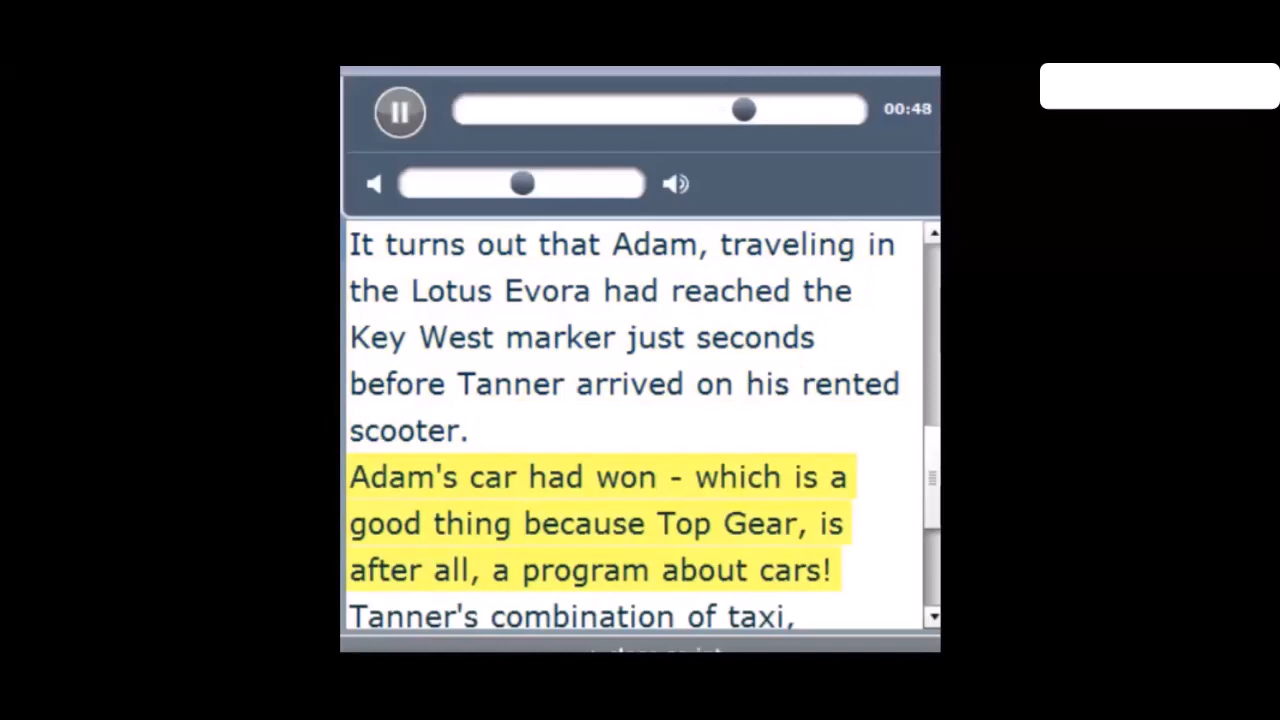 00:48
It turns out that Adam, traveling in
the Lotus Evora had reached the
Key West marker just seconds
before Tanner arrived on his rented
scooter.
Adam's car had won - which is a
good thing because Top Gear, is
after all, a program about cars!
Tanner's combination of taxi,